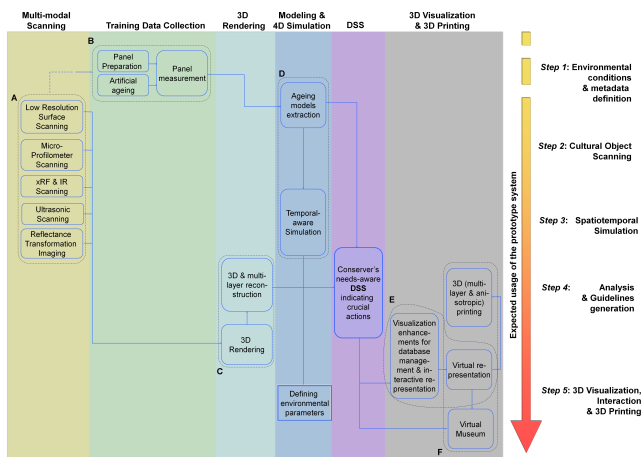 Multi-modal
Scanning
Training Data Collection
3D
Rendering
Modeling &
4D Simulation
DSS
3D Visualization
& 3D Printing
A
Low Resolution
Surface
Scanning
Micro-
Profilometer
Scanning
xRF & IR
Scanning
Ultrasonic
Scanning
Reflectance
Transformation
Imaging
B
Panel
Preparation
Artificial
ageing
Panel
measurement
3D & multi-
layer recon-
struction
3D
Rendering
C
D
Ageing
models
extraction
Temporal-
aware
Simulation
Defining
environmental
parameters
Conserver's
needs-aware
DSS
indicating
crucial
actions
E
Visualization
enhance-
ments for
database
manage-
ment & in-
teractive re-
presentation
3D (multi-
layer & ani-
sotropic)
printing
Virtual re-
presentation
Virtual
Museum
F
Expected usage of the prototype system
Step 1: Environmental
conditions
& metadata
definition
Step 2: Cultural Object
Scanning
Step 3: Spatiotemporal
Simulation
Step 4: Analysis
& Guidelines
generation
Step 5: 3D Visualization,
Interaction
& 3D Printing